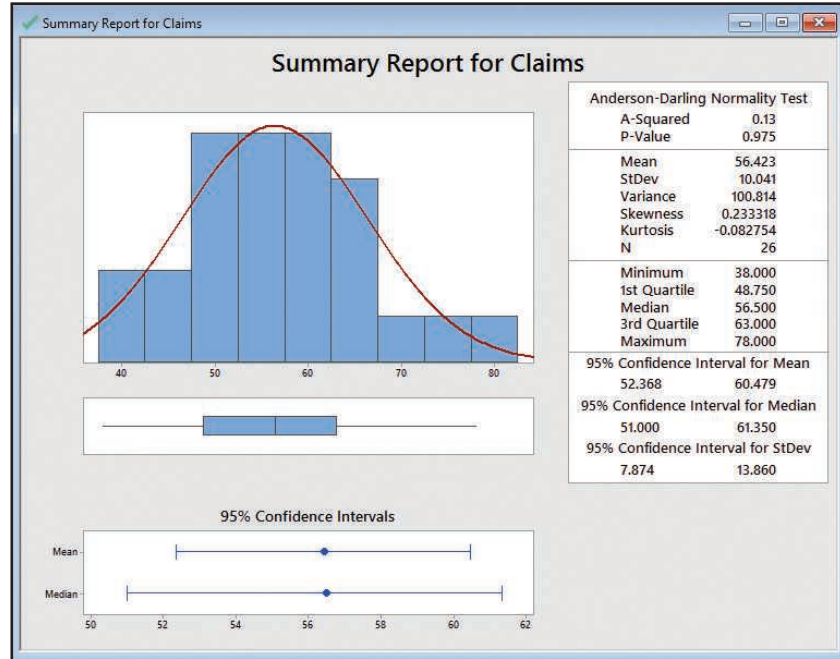 Summary Report for Claims
Summary Report for Claims
40 50 60 70 80
95% Confidence Intervals
Mean
Median
50 52 54 56 58 60 62
Anderson-Darling Normality Test
A-Squared 0.13
P-Value 0.975
Mean 56.423
StDev 10.041
Variance 100.814
Skewness 0.233318
Kurtosis -0.082754
N 26
Minimum 38.000
1st Quartile 48.750
Median 56.500
3rd Quartile 63.000
Maximum 78.000
95% Confidence Interval for Mean
52.368 60.479
95% Confidence Interval for Median
51.000 61.350
95% Confidence Interval for StDev
7.874 13.860